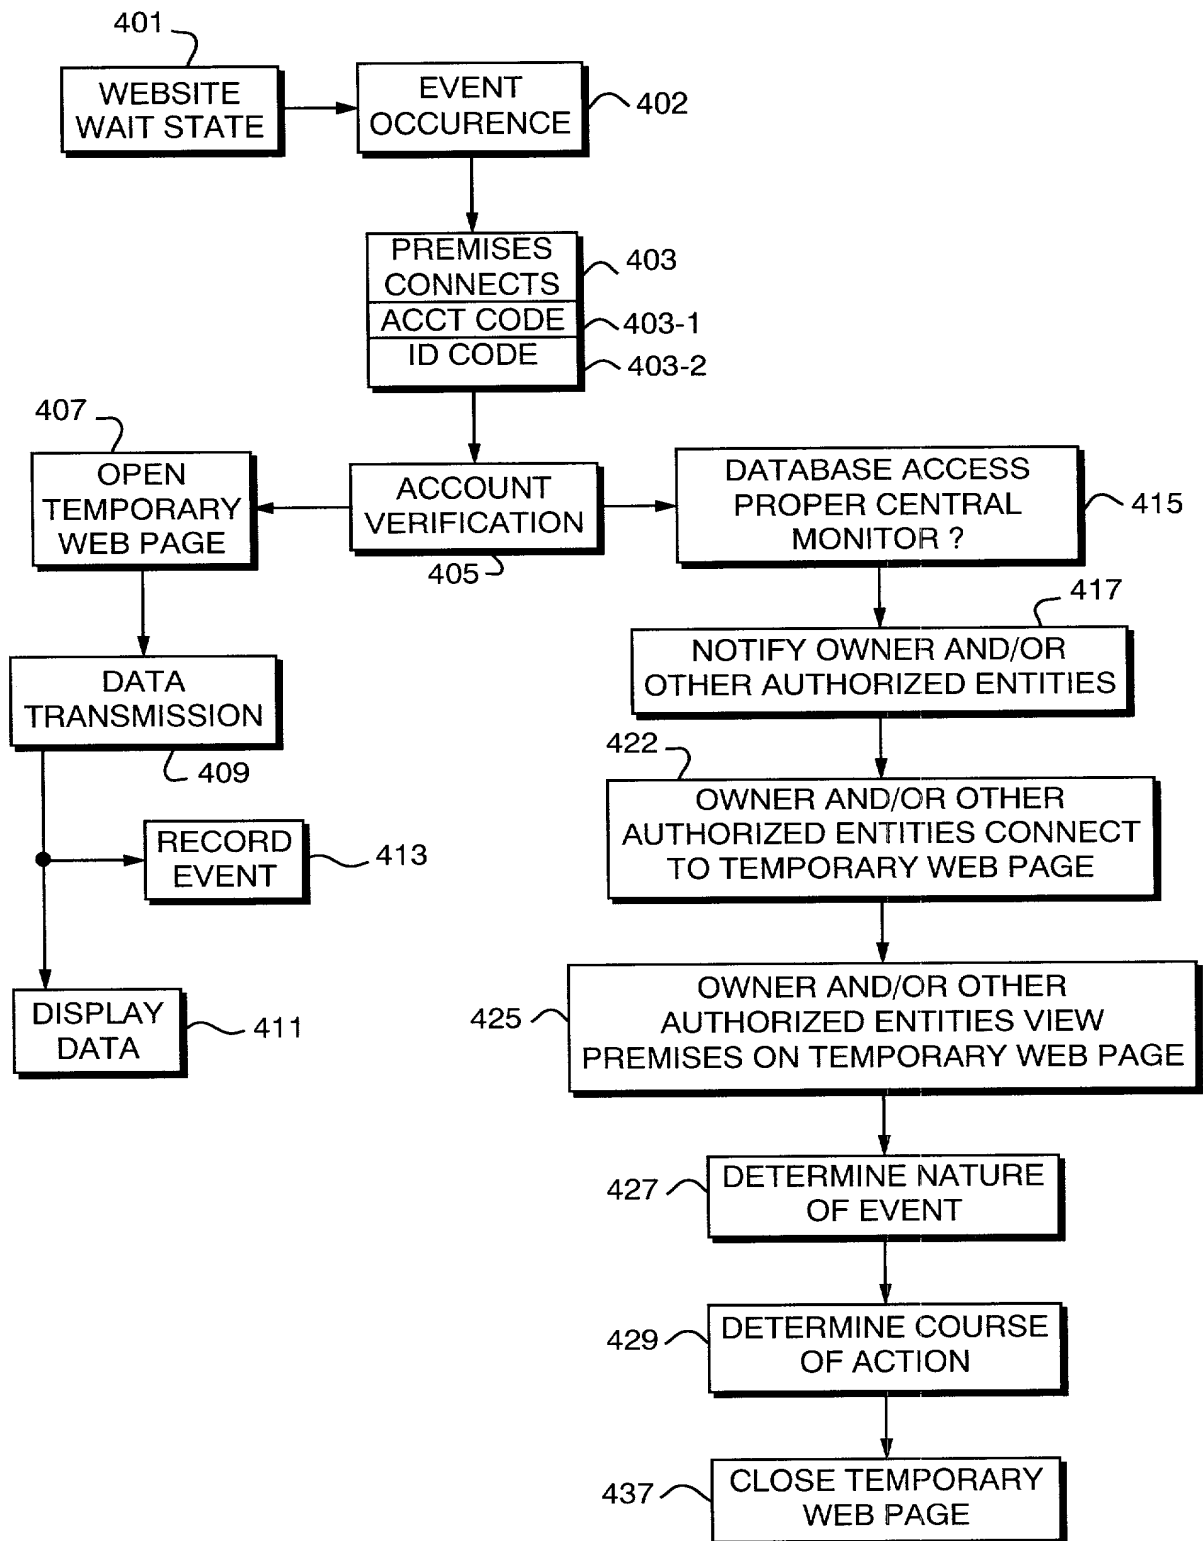 401
WEBSITE
WAIT STATE
EVENT
OCCURENCE
402
PREMISES
CONNECTS
403
ACCT CODE
403-1
ID CODE
403-2
407
OPEN
TEMPORARY
WEB PAGE
ACCOUNT
VERIFICATION
405
DATABASE ACCESS
PROPER CENTRAL
MONITOR ?
415
417
NOTIFY OWNER AND/OR
OTHER AUTHORIZED ENTITIES
DATA
TRANSMISSION
409
422
OWNER AND/OR OTHER
AUTHORIZED ENTITIES CONNECT
TO TEMPORARY WEB PAGE
RECORD
EVENT
413
DISPLAY
DATA
411
425
OWNER AND/OR OTHER
AUTHORIZED ENTITIES VIEW
PREMISES ON TEMPORARY WEB PAGE
427
DETERMINE NATURE
OF EVENT
429
DETERMINE COURSE
OF ACTION
437
CLOSE TEMPORARY
WEB PAGE